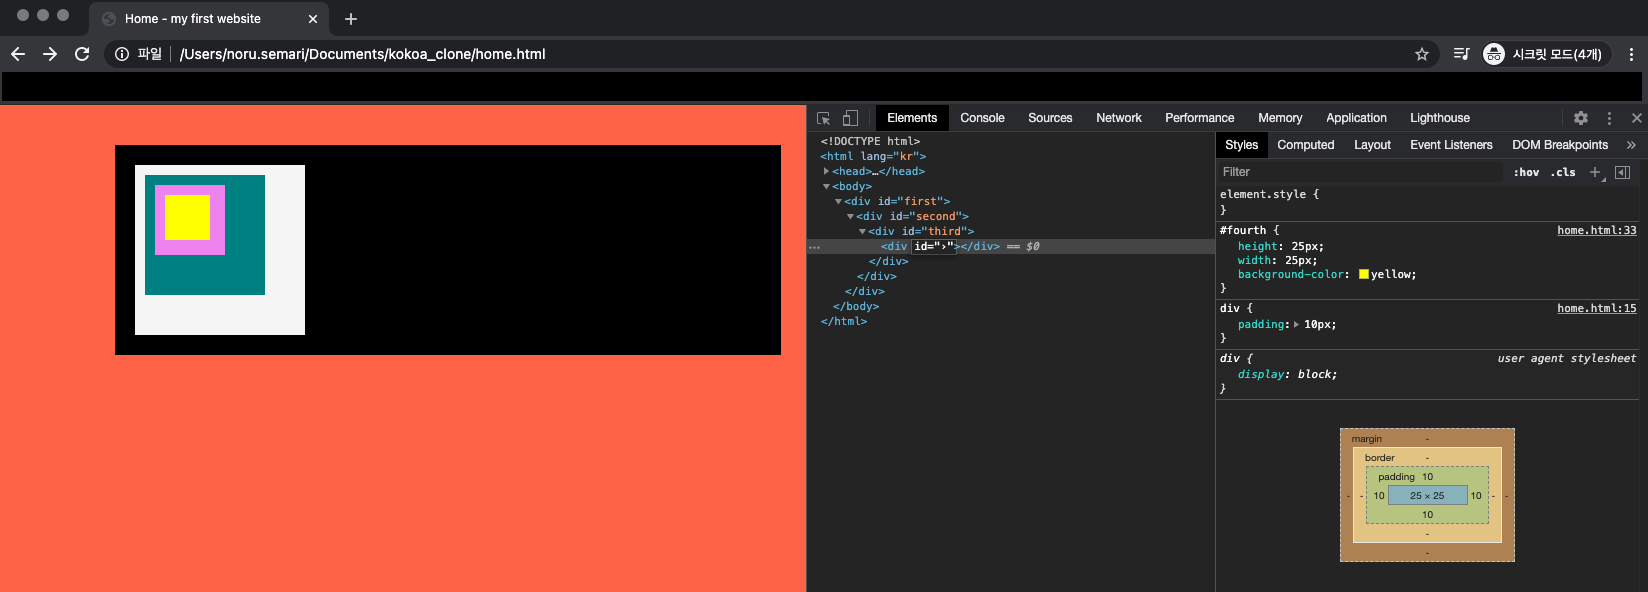 Home - my first website
파일 /Users/noru.semari/Documents/kokoa_clone/home.html 시크릿 모드(4개)
Elements Console Sources Network Performance Memory Application Lighthouse
<!DOCTYPE html>
<html lang="kr">
<head>…</head>
<body>
<div id="first">
<div id="second">
<div id="third">
<div id="›"></div> == $0
</div>
</div>
</div>
</body>
</html>
Styles Computed Layout Event Listeners DOM Breakpoints »
Filter :hov .cls
element.style {
}
#fourth { home.html:33
height: 25px;
width: 25px;
background-color: yellow;
}
div { home.html:15
padding: 10px;
}
div { user agent stylesheet
display: block;
}
margin -
border -
padding 10
- - 10 25 × 25 10 - -
10
-
-